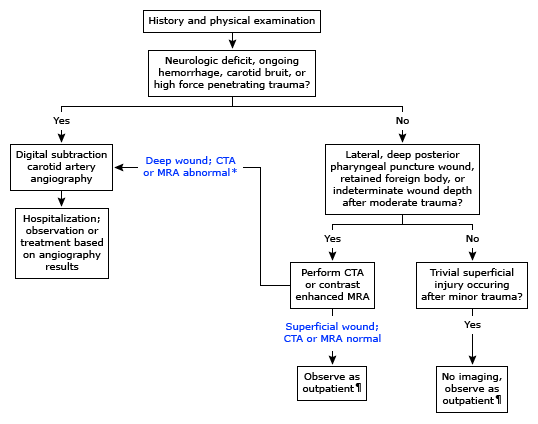 History and physical examination
Neurologic deficit, ongoing
hemorrhage, carotid bruit, or
high force penetrating trauma?
Yes
No
Digital subtraction
carotid artery
angiography
Deep wound; CTA
or MRA abnormal*
Lateral, deep posterior
pharyngeal puncture wound,
retained foreign body, or
indeterminate wound depth
after moderate trauma?
Hospitalization;
observation or
treatment based
on angiography
results
Yes
No
Perform CTA
or contrast
enhanced MRA
Trivial superficial
injury occuring
after minor trauma?
Superficial wound;
CTA or MRA normal
Yes
Observe as
outpatient¶
No imaging,
observe as
outpatient¶